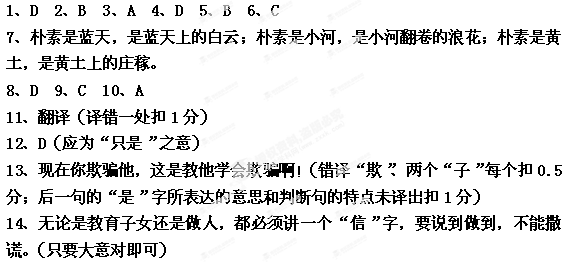 1、D  2、B  3、A  4、D  5、B  6、C
7、朴素是蓝天，是蓝天上的白云；朴素是小河，是小河翻卷的浪花；朴素是黄
土，是黄土上的庄稼。
8、D  9、C  10、A
11、翻译（译错一处扣1分）
12、D（应为“只是”之意）
13、现在你欺骗他，这是教他学会欺骗啊！（错译“欺”、两个“子”每个扣0.5
分；后一句的“是”字所表达的意思和判断句的特点未译出扣1分）
14、无论是教育子女还是做人，都必须讲一个“信”字，要说到做到，不能撒
谎。（只要大意对即可）